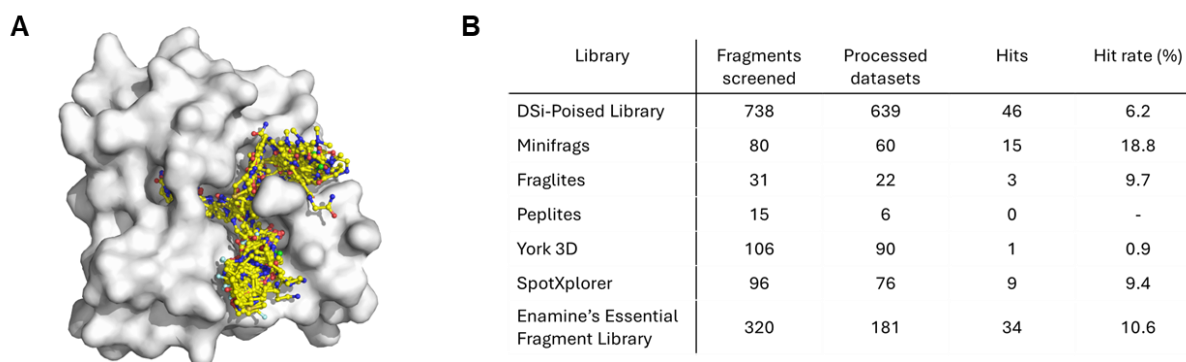 A
B
Library Fragments screened Processed datasets Hits Hit rate (%)
DSi-Poised Library 738 639 46 6.2
Minifrags 80 60 15 18.8
Fraglites 31 22 3 9.7
Peplites 15 6 0 -
York 3D 106 90 1 0.9
SpotXplorer 96 76 9 9.4
Enamine's Essential
Fragment Library 320 181 34 10.6